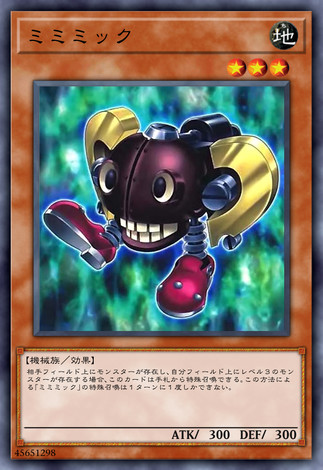 ミミミック
地
【機械族／効果】
相手フィールド上にモンスターが存在し、自分フィールド上にレベル３のモ
ンスターが存在する場合、このカードは手札から特殊召喚できる。この方法によ
る「ミミミック」の特殊召喚は１ターンに１度しかできない。
ATK/ 300 DEF/ 300
45651298